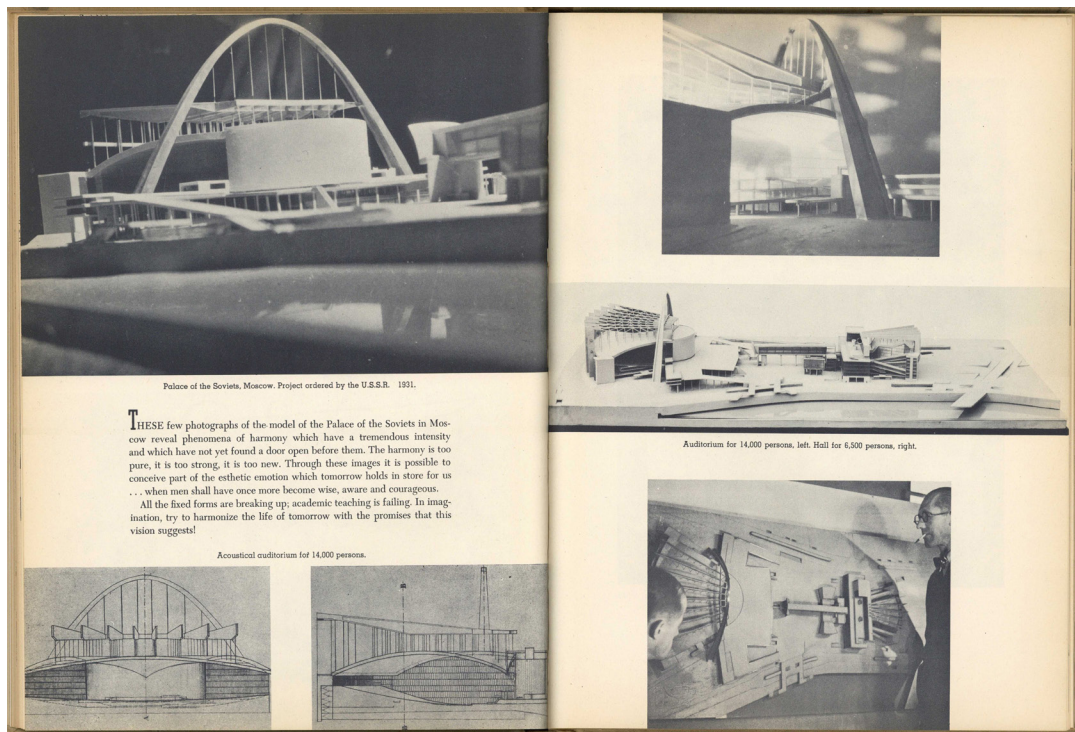 Palace of the Soviets, Moscow. Project ordered by the U.S.S.R. 1931.
THESE few photographs of the model of the Palace of the Soviets in Mos-
cow reveal phenomena of harmony which have a tremendous intensity
and which have not yet found a door open before them. The harmony is too
pure, it is too strong, it is too new. Through these images it is possible to
conceive part of the esthetic emotion which tomorrow holds in store for us
. . . when men shall have once more become wise, aware and courageous.
All the fixed forms are breaking up; academic teaching is failing. In imag-
ination, try to harmonize the life of tomorrow with the promises that this
vision suggests!
Acoustical auditorium for 14,000 persons.
Auditorium for 14,000 persons, left. Hall for 6,500 persons, right.